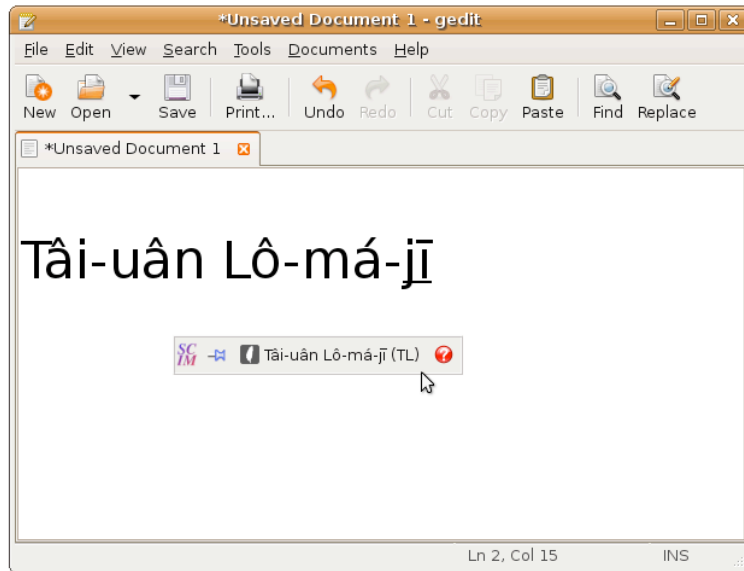 *Unsaved Document 1 - gedit
File Edit View Search Tools Documents Help
New Open Save Print... Undo Redo Cut Copy Paste Find Replace
*Unsaved Document 1
Tâi-uân Lô-má-jī
SCIM Tâi-uân Lô-má-jī (TL) ?
Ln 2, Col 15 INS